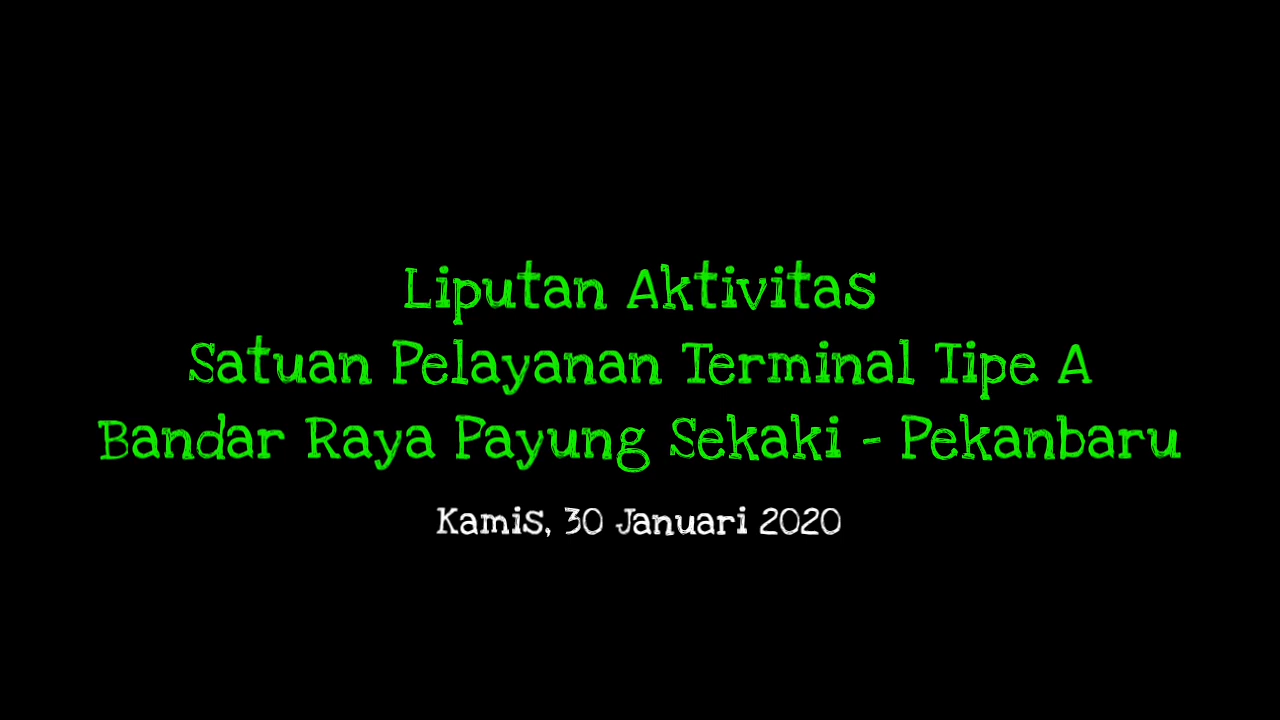 Liputan Aktivitas
Satuan Pelayanan Terminal Tipe A
Bandar Raya Payung Sekaki - Pekanbaru
Kamis, 30 Januari 2020